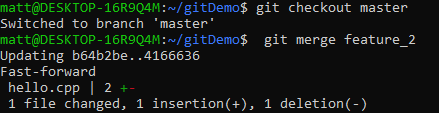 matt@DESKTOP-16R9Q4M:~/gitDemo$ git checkout master
Switched to branch 'master'
matt@DESKTOP-16R9Q4M:~/gitDemo$  git merge feature_2
Updating b64b2be..4166636
Fast-forward
 hello.cpp | 2 +-
 1 file changed, 1 insertion(+), 1 deletion(-)